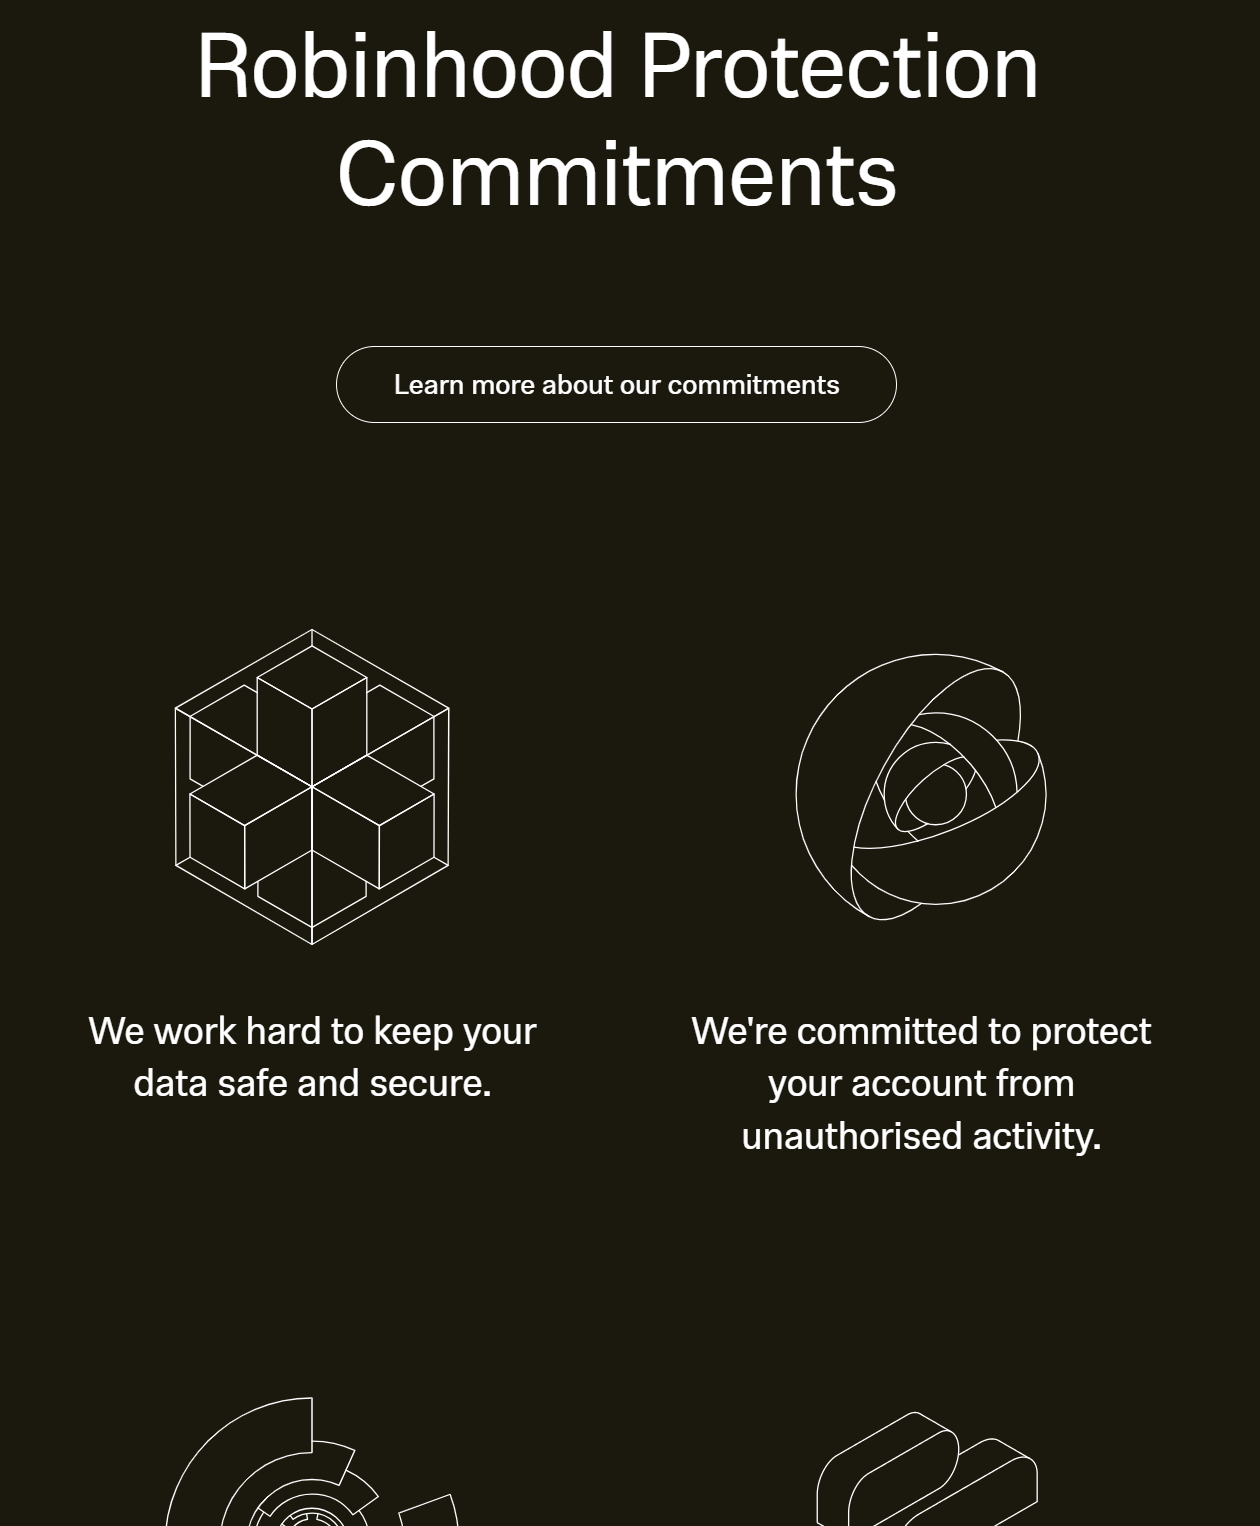 Robinhood Protection
Commitments
Learn more about our commitments
We work hard to keep your
data safe and secure.
We're committed to protect
your account from
unauthorised activity.